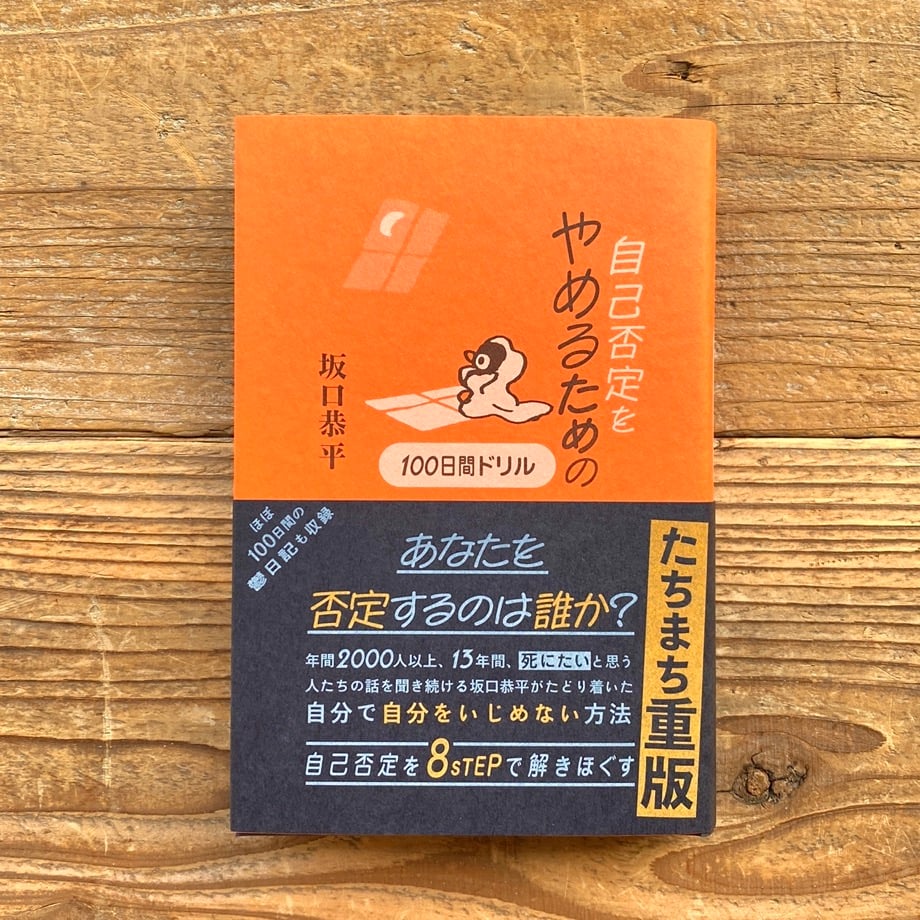 自己否定を
やめるための
100日間ドリル
坂口恭平
ほぼ
100日間の
鬱日記も収録
あなたを
否定するのは誰か?
年間2000人以上、13年間、死にたいと思う
人たちの話を聞き続ける坂口恭平がたどり着いた
自分で自分をいじめない方法
自己否定を8STEPで解きほぐす
たちまち重版